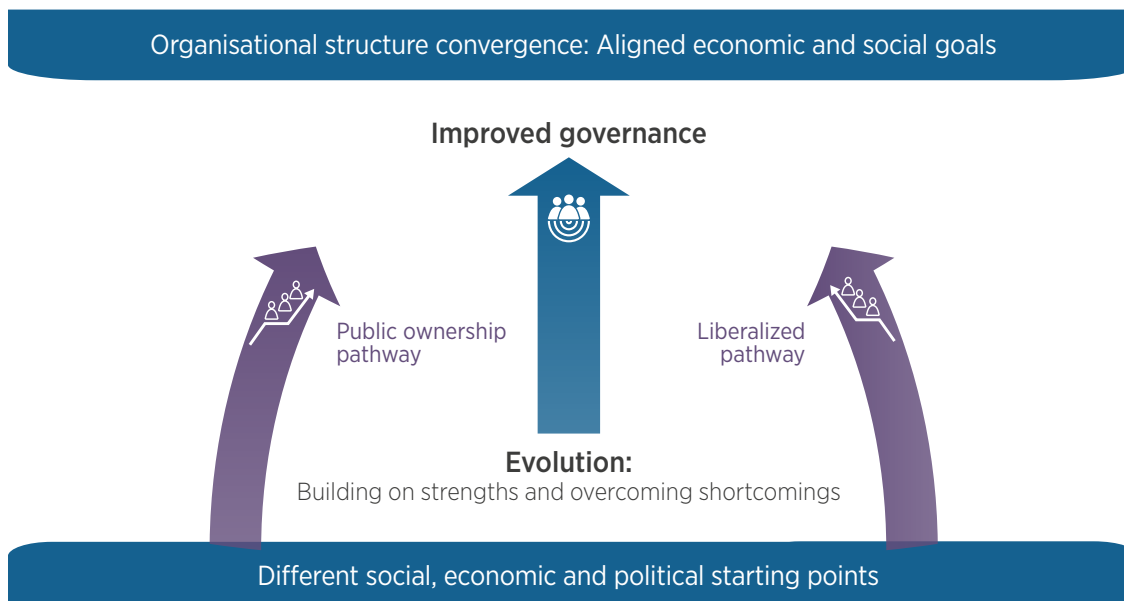 Organisational structure convergence: Aligned economic and social goals
Improved governance
Public ownership
pathway
Liberalized
pathway
Evolution:
Building on strengths and overcoming shortcomings
Different social, economic and political starting points